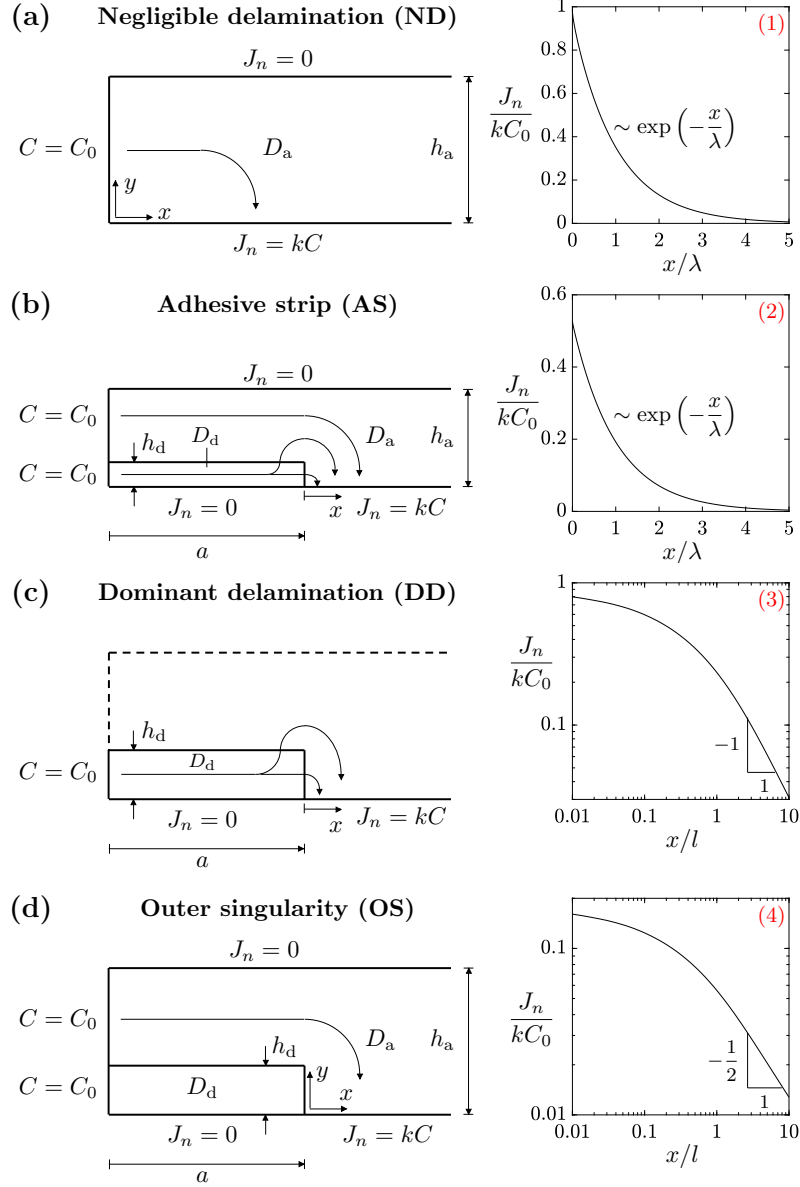 (a) Negligible delamination (ND)
J_n = 0
C = C_0
D_a
h_a
y
x
J_n = kC
(1)
J_n/kC_0
1
0.8
0.6
0.4
0.2
0
∼ exp(−x/λ)
0 1 2 3 4 5
x/λ
(b) Adhesive strip (AS)
J_n = 0
C = C_0
h_d
D_d
D_a
h_a
C = C_0
J_n = 0
x
J_n = kC
a
(2)
J_n/kC_0
0.6
0.4
0.2
0
∼ exp(−x/λ)
0 1 2 3 4 5
x/λ
(c) Dominant delamination (DD)
h_d
C = C_0
D_d
J_n = 0
x
J_n = kC
a
(3)
J_n/kC_0
1
0.1
−1
1
0.01 0.1 1 10
x/l
(d) Outer singularity (OS)
J_n = 0
C = C_0
D_a
h_a
h_d
C = C_0
D_d
y
x
J_n = 0
J_n = kC
a
(4)
J_n/kC_0
0.1
0.01
−1/2
1
0.01 0.1 1 10
x/l